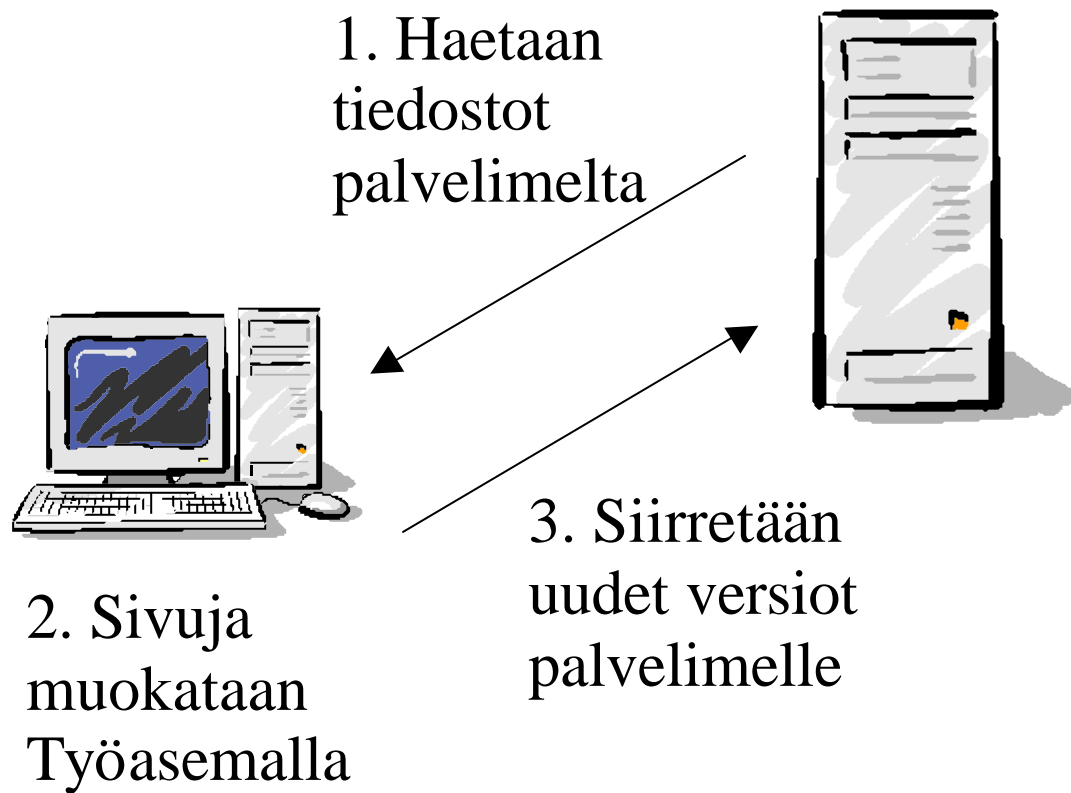 1. Haetaan
tiedostot
palvelimelta
2. Sivuja
muokataan
Työasemalla
3. Siirretään
uudet versiot
palvelimelle